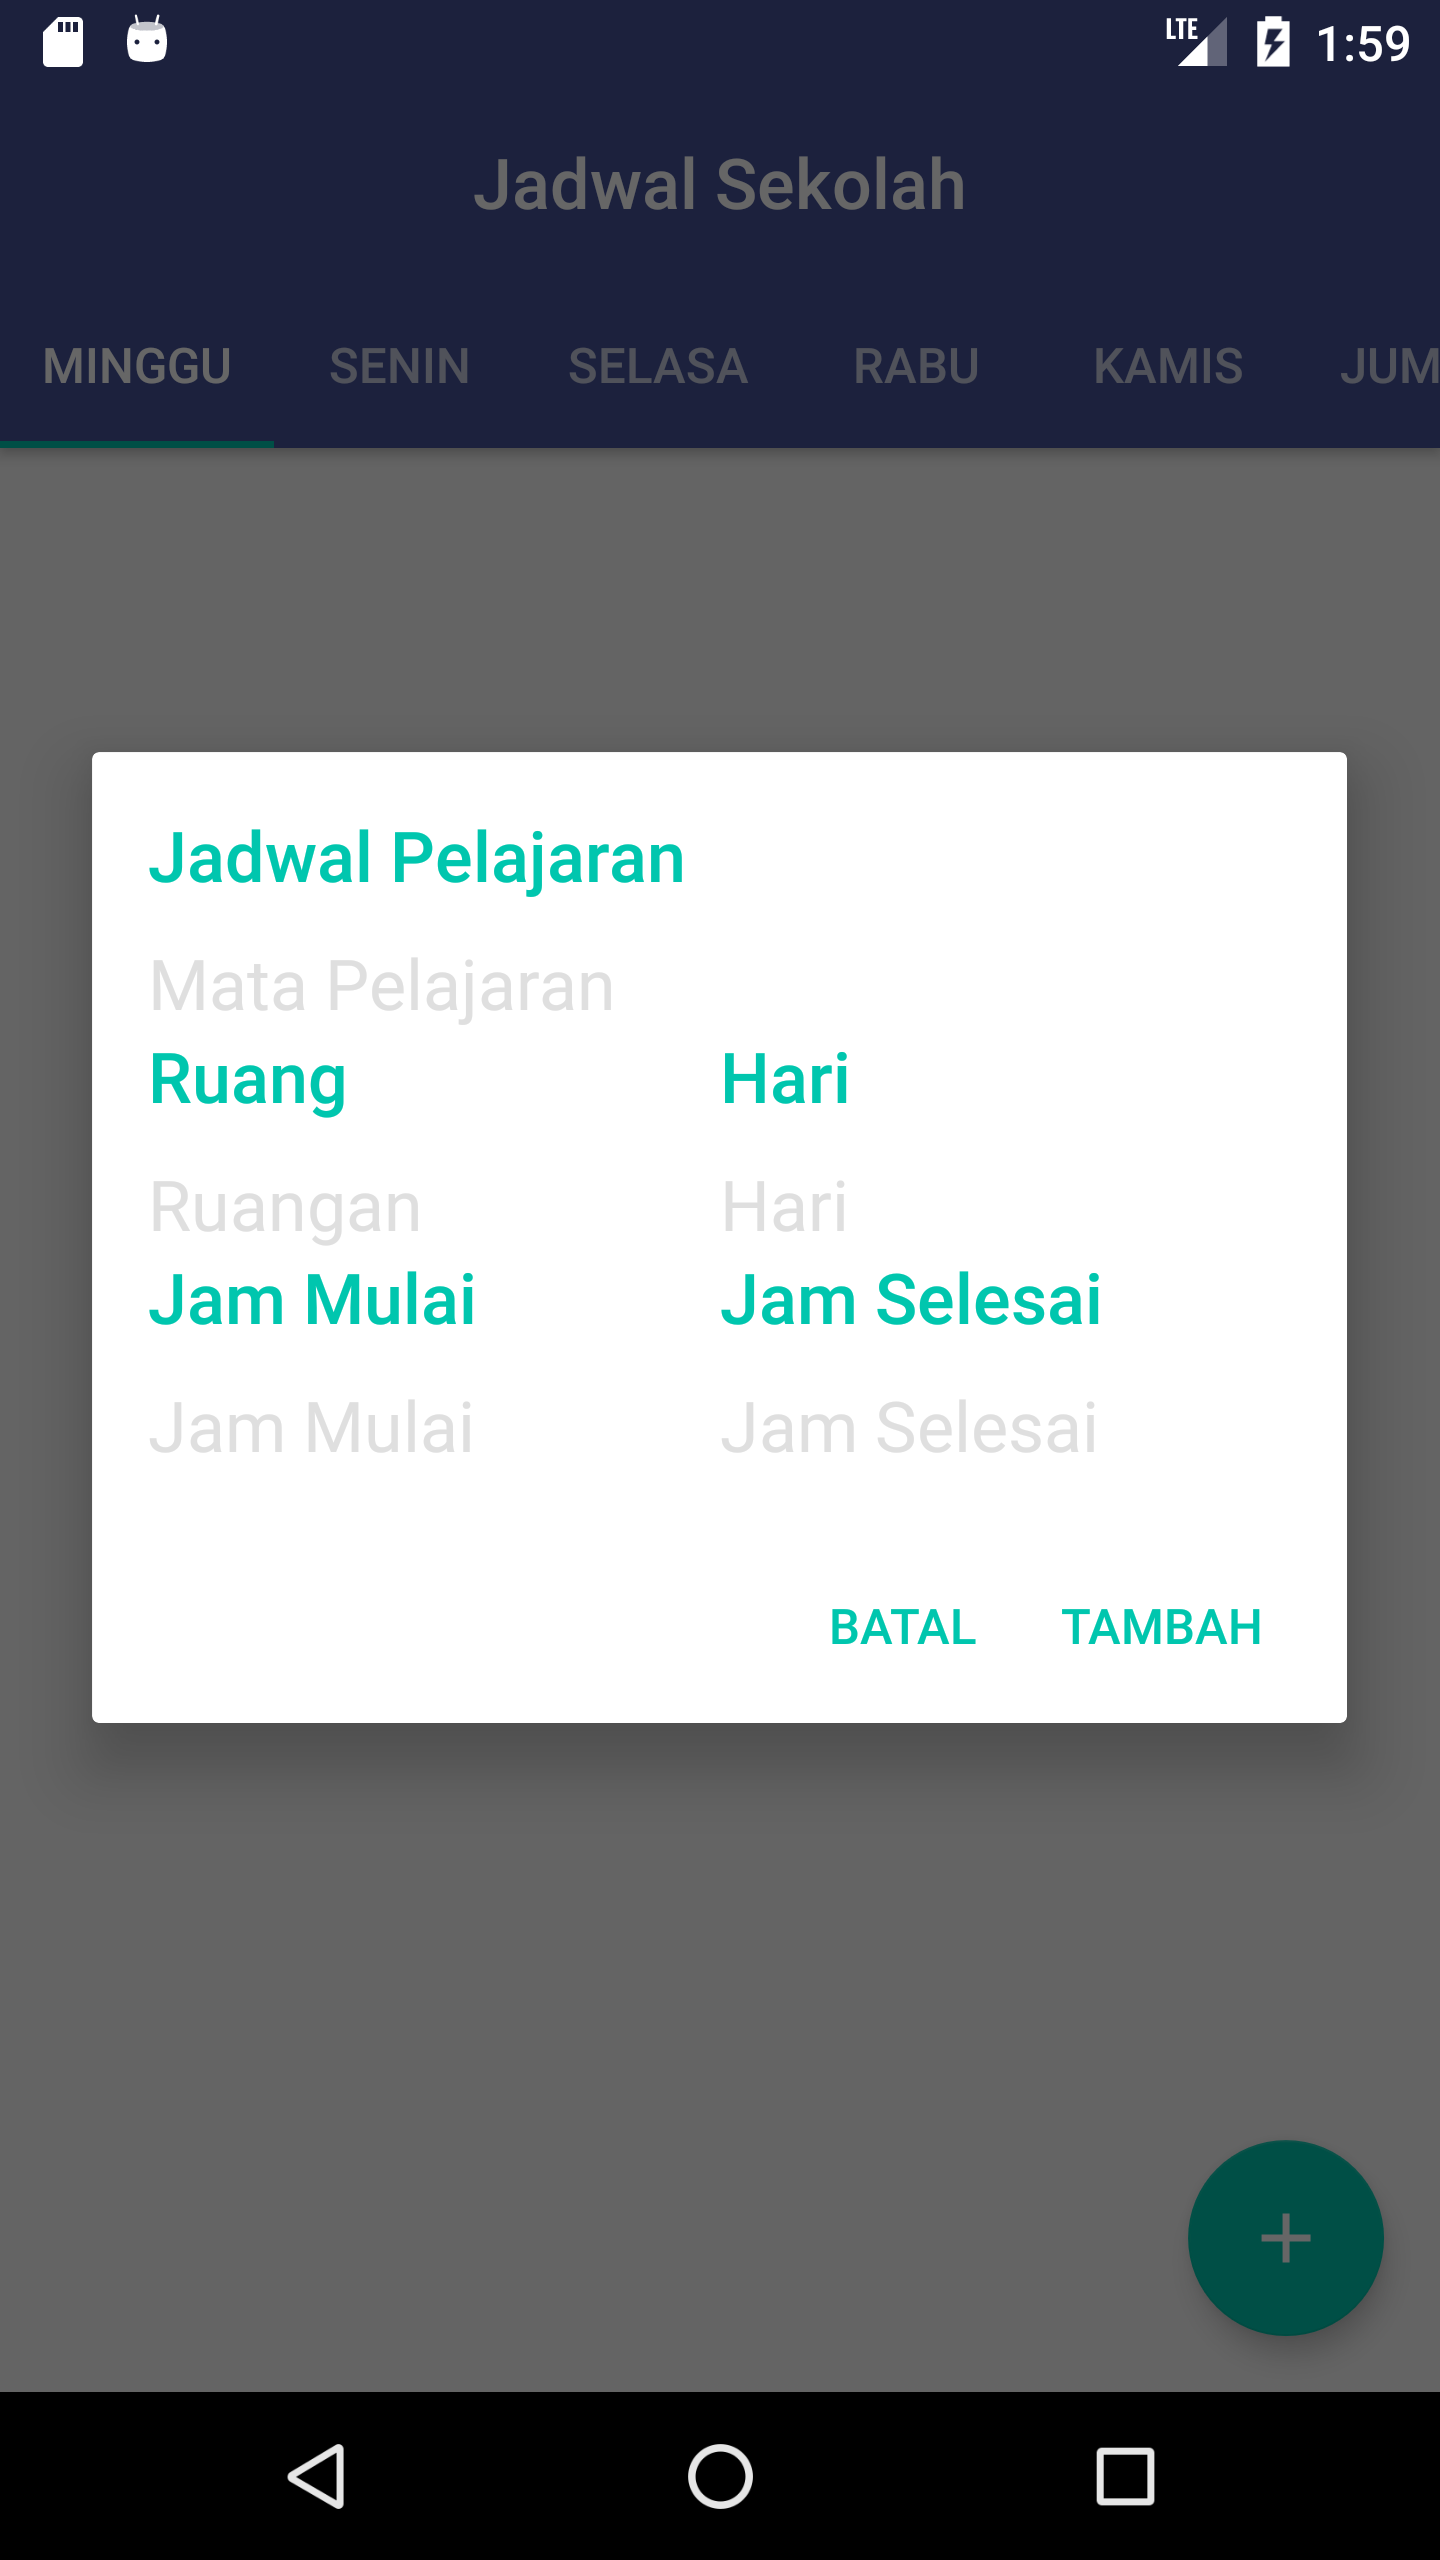 LTE 1:59
Jadwal Sekolah
MINGGU SENIN SELASA RABU KAMIS JUM
Jadwal Pelajaran
Mata Pelajaran
Ruang Hari
Ruangan Hari
Jam Mulai Jam Selesai
Jam Mulai Jam Selesai
BATAL TAMBAH